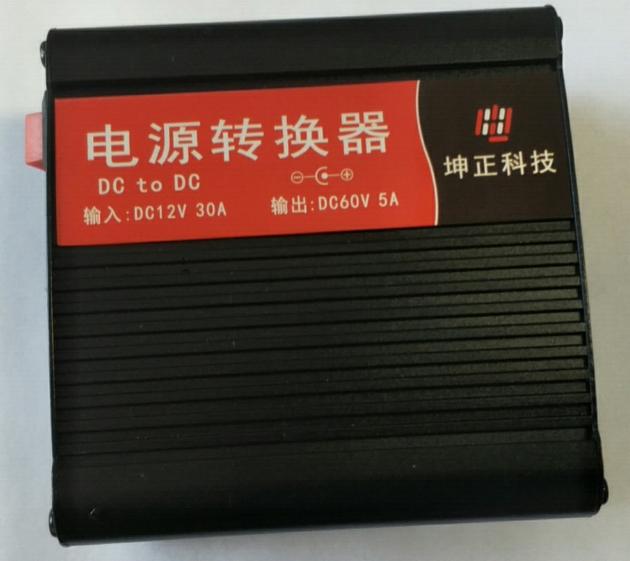 电源转换器
DC to DC
输入:DC12V 30A
输出:DC60V 5A
坤正科技